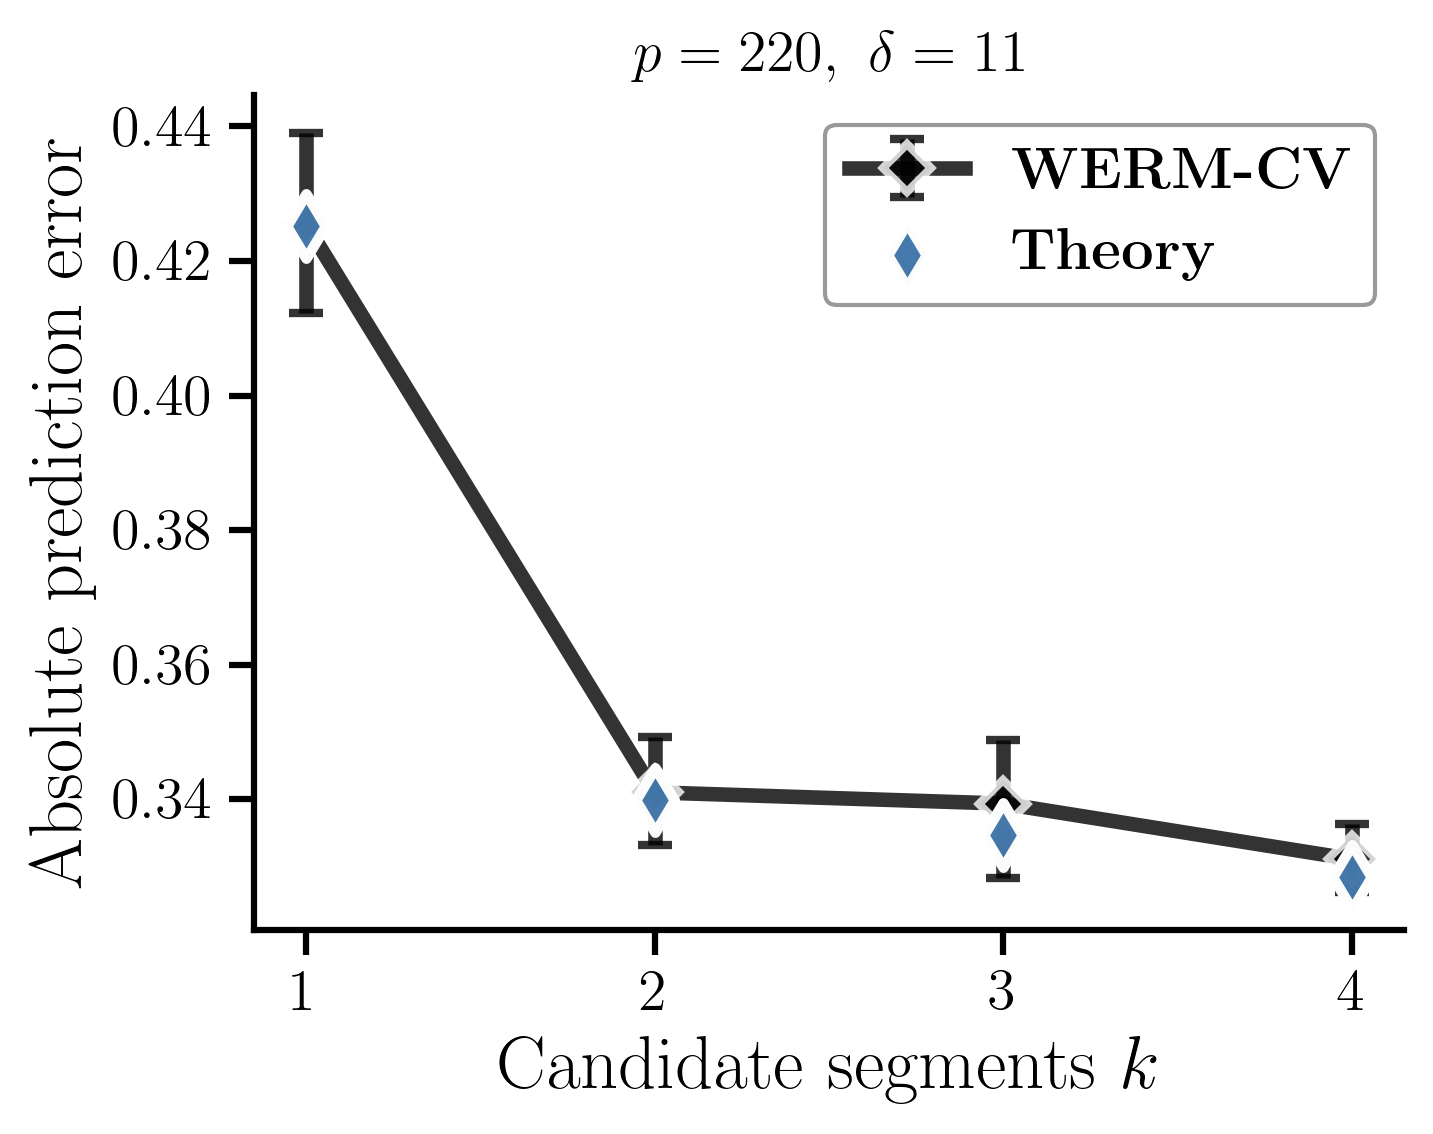 p = 220, δ = 11
WERM-CV
Theory
Absolute prediction error
0.44
0.42
0.40
0.38
0.36
0.34
1 2 3 4
Candidate segments k